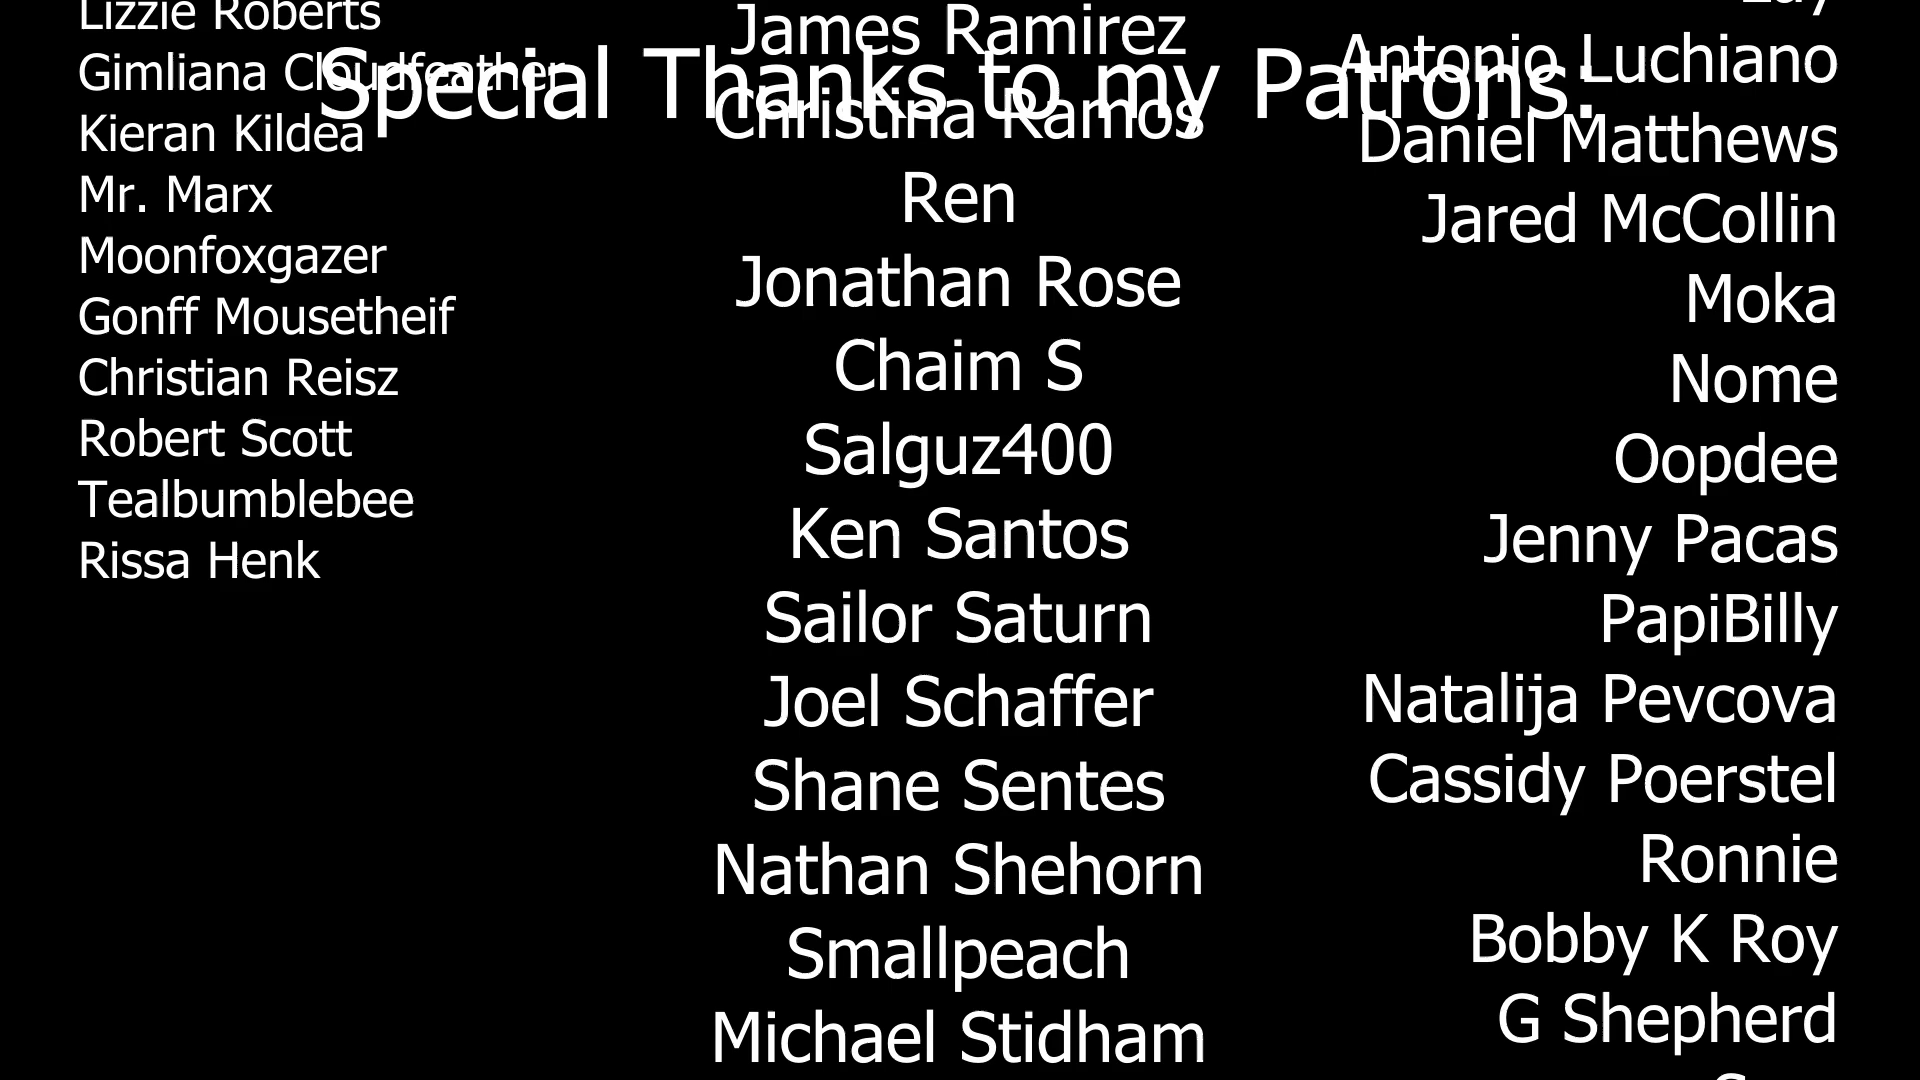 Special Thanks to my Patrons:
Lizzie Roberts
Gimliana Cloudfeather
Kieran Kildea
Mr. Marx
Moonfoxgazer
Gonff Mousetheif
Christian Reisz
Robert Scott
Tealbumblebee
Rissa Henk
James Ramirez
Christina Ramos
Ren
Jonathan Rose
Chaim S
Salguz400
Ken Santos
Sailor Saturn
Joel Schaffer
Shane Sentes
Nathan Shehorn
Smallpeach
Michael Stidham
Antonio Luchiano
Daniel Matthews
Jared McCollin
Moka
Nome
Oopdee
Jenny Pacas
PapiBilly
Natalija Pevcova
Cassidy Poerstel
Ronnie
Bobby K Roy
G Shepherd